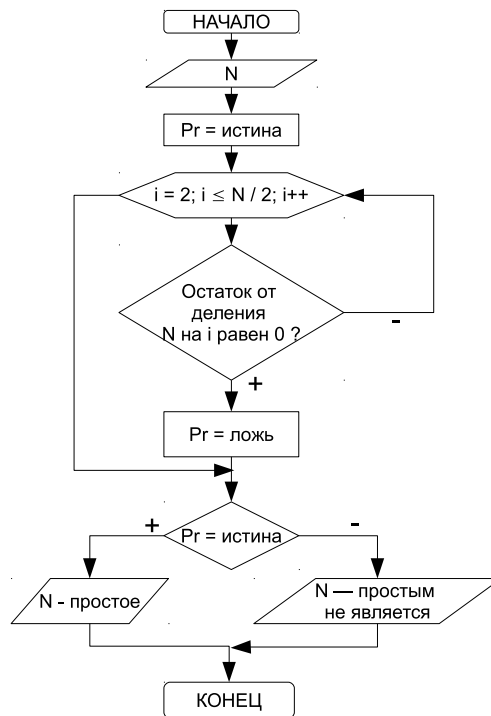 НАЧАЛО
N
Pr = истина
i = 2; i ≤ N / 2; i++
Остаток от
деления
N на i равен 0 ?
-
+
Pr = ложь
+
Pr = истина
-
N - простое
N — простым
не является
КОНЕЦ